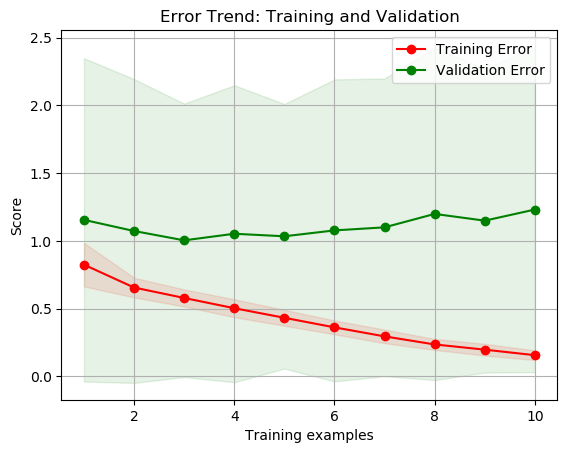 Error Trend: Training and Validation
Training Error
Validation Error
Score
2.5
2.0
1.5
1.0
0.5
0.0
2 4 6 8 10
Training examples